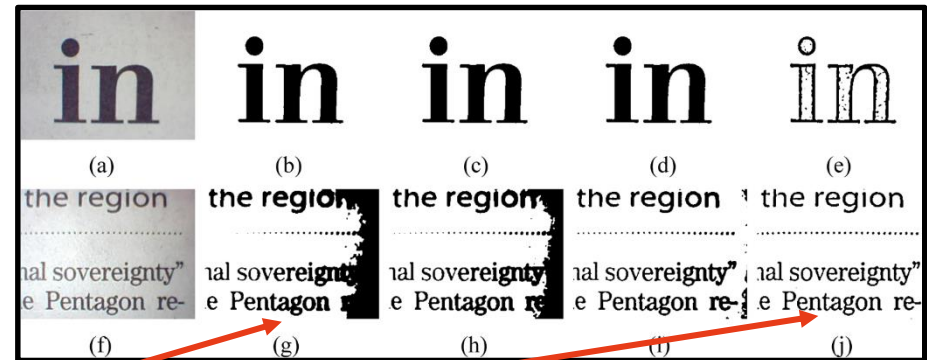 in in in in in
(a) (b) (c) (d) (e)
the region the region the region the region the region
nal sovereignty” nal sovereignty nal sovereignty nal sovereignty” nal sovereignty”
e Pentagon re- e Pentagon r e Pentagon re e Pentagon re- e Pentagon re-
(f) (g) (h) (i) (j)